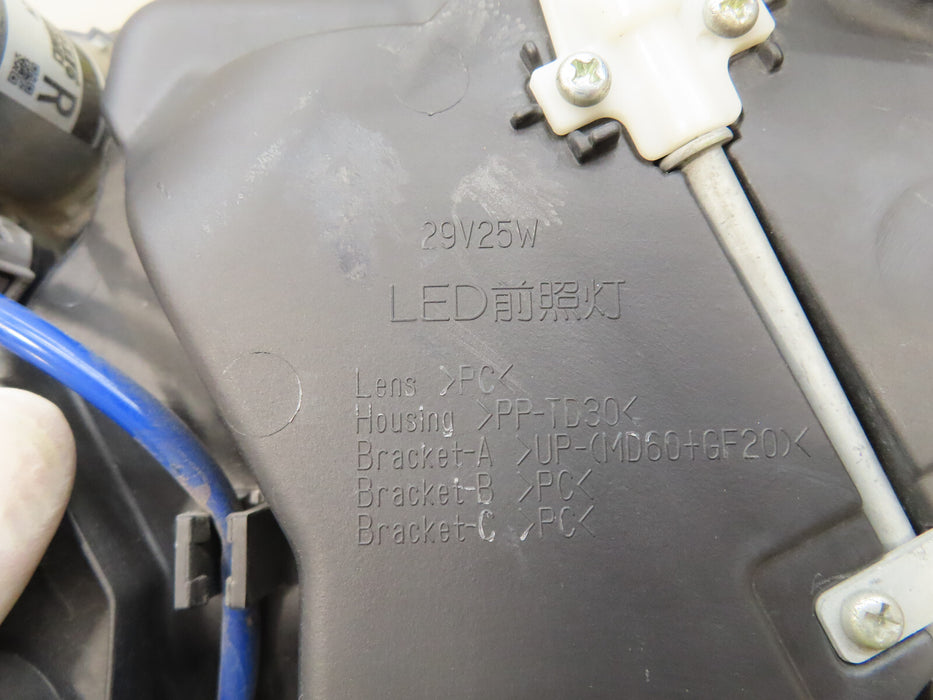 R
29V25W
LED前照灯
Lens >PC<
Housing >PP-TD30<
Bracket-A >UP-(MD60+GF20)<
Bracket-B >PC<
Bracket-C >PC<